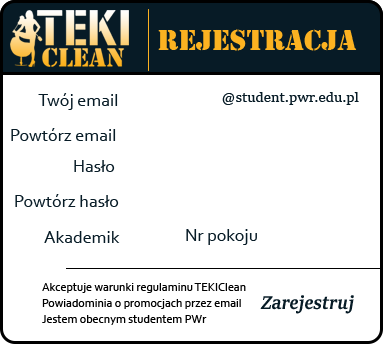 TEKI
CLEAN
REJESTRACJA
Twój email @student.pwr.edu.pl
Powtórz email
Hasło
Powtórz hasło
Akademik Nr pokoju
Akceptuje warunki regulaminu TEKIClean
Powiadominia o promocjach przez email
Jestem obecnym studentem PWr
Zarejestruj